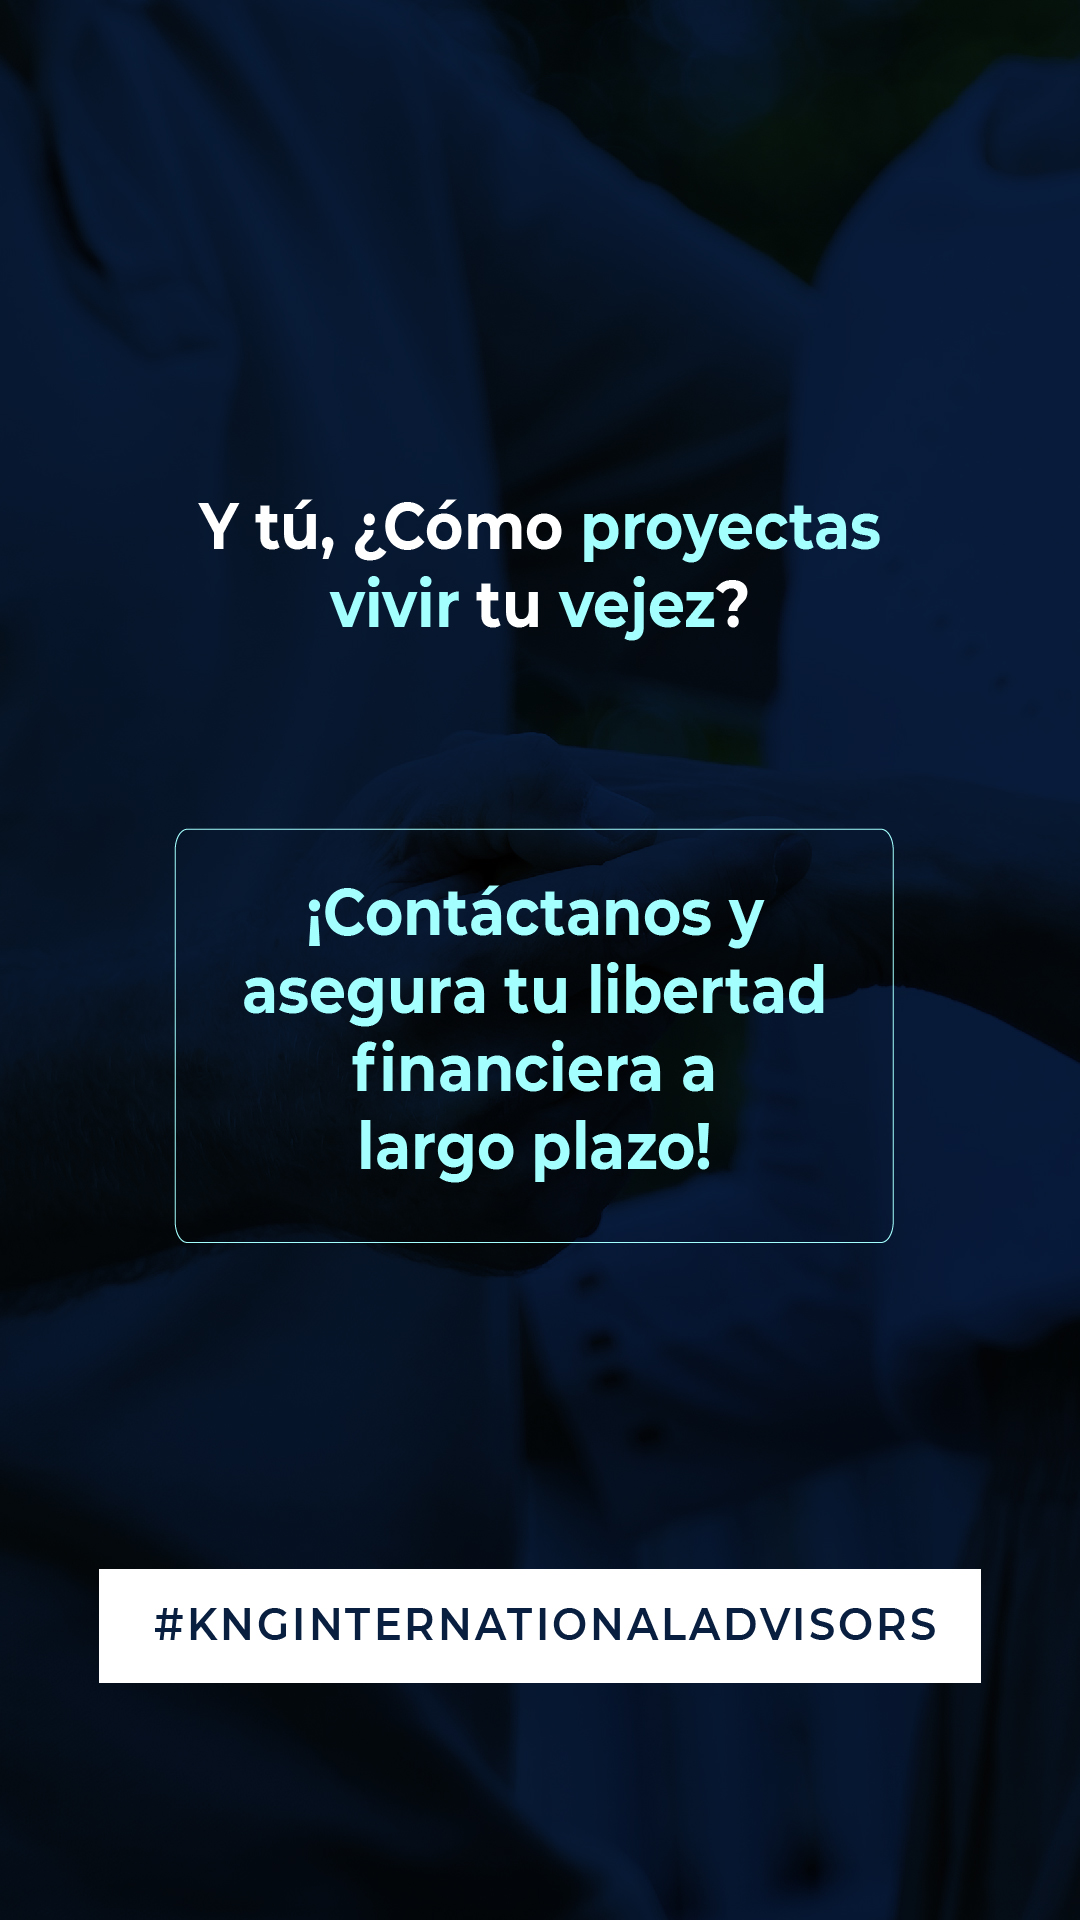 Y tú, ¿Cómo proyectas
vivir tu vejez?
¡Contáctanos y
asegura tu libertad
financiera a
largo plazo!
#KNGINTERNATIONALADVISORS